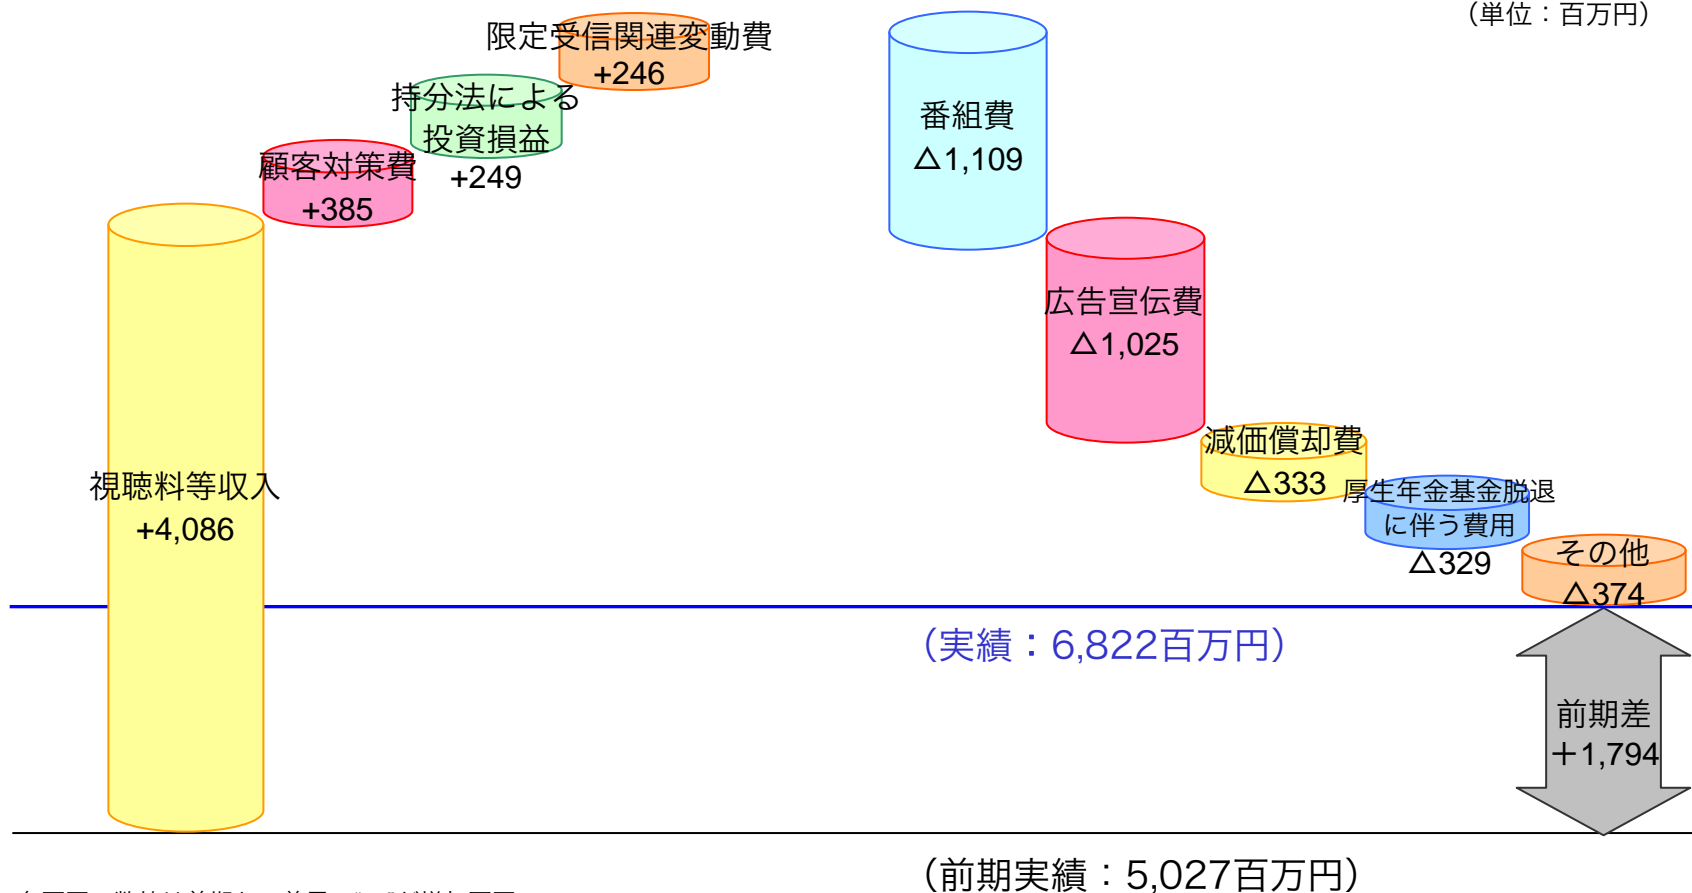 （単位：百万円）
限定受信関連変動費
+246
持分法による
投資損益
+249
顧客対策費
+385
視聴料等収入
+4,086
番組費
△1,109
広告宣伝費
△1,025
減価償却費
△333
厚生年金基金脱退
に伴う費用
△329
その他
△374
（実績：6,822百万円）
前期差
＋1,794
（前期実績：5,027百万円）